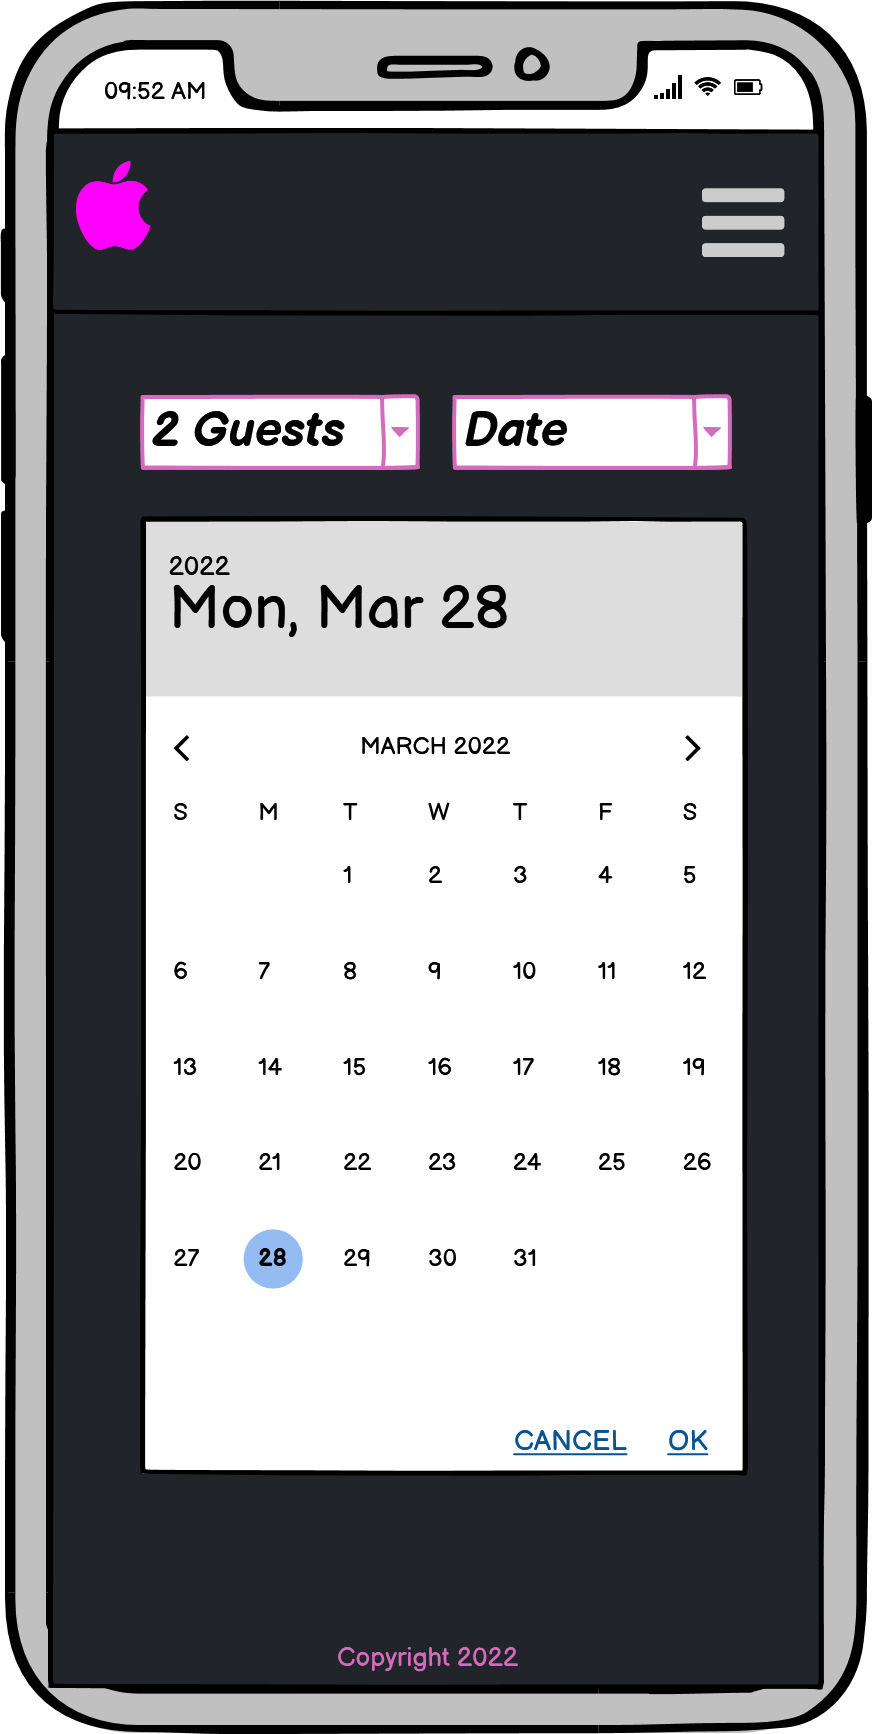 09:52 AM
2 Guests
Date
2022
Mon, Mar 28
MARCH 2022
S M T W T F S
1 2 3 4 5
6 7 8 9 10 11 12
13 14 15 16 17 18 19
20 21 22 23 24 25 26
27 28 29 30 31
CANCEL OK
Copyright 2022